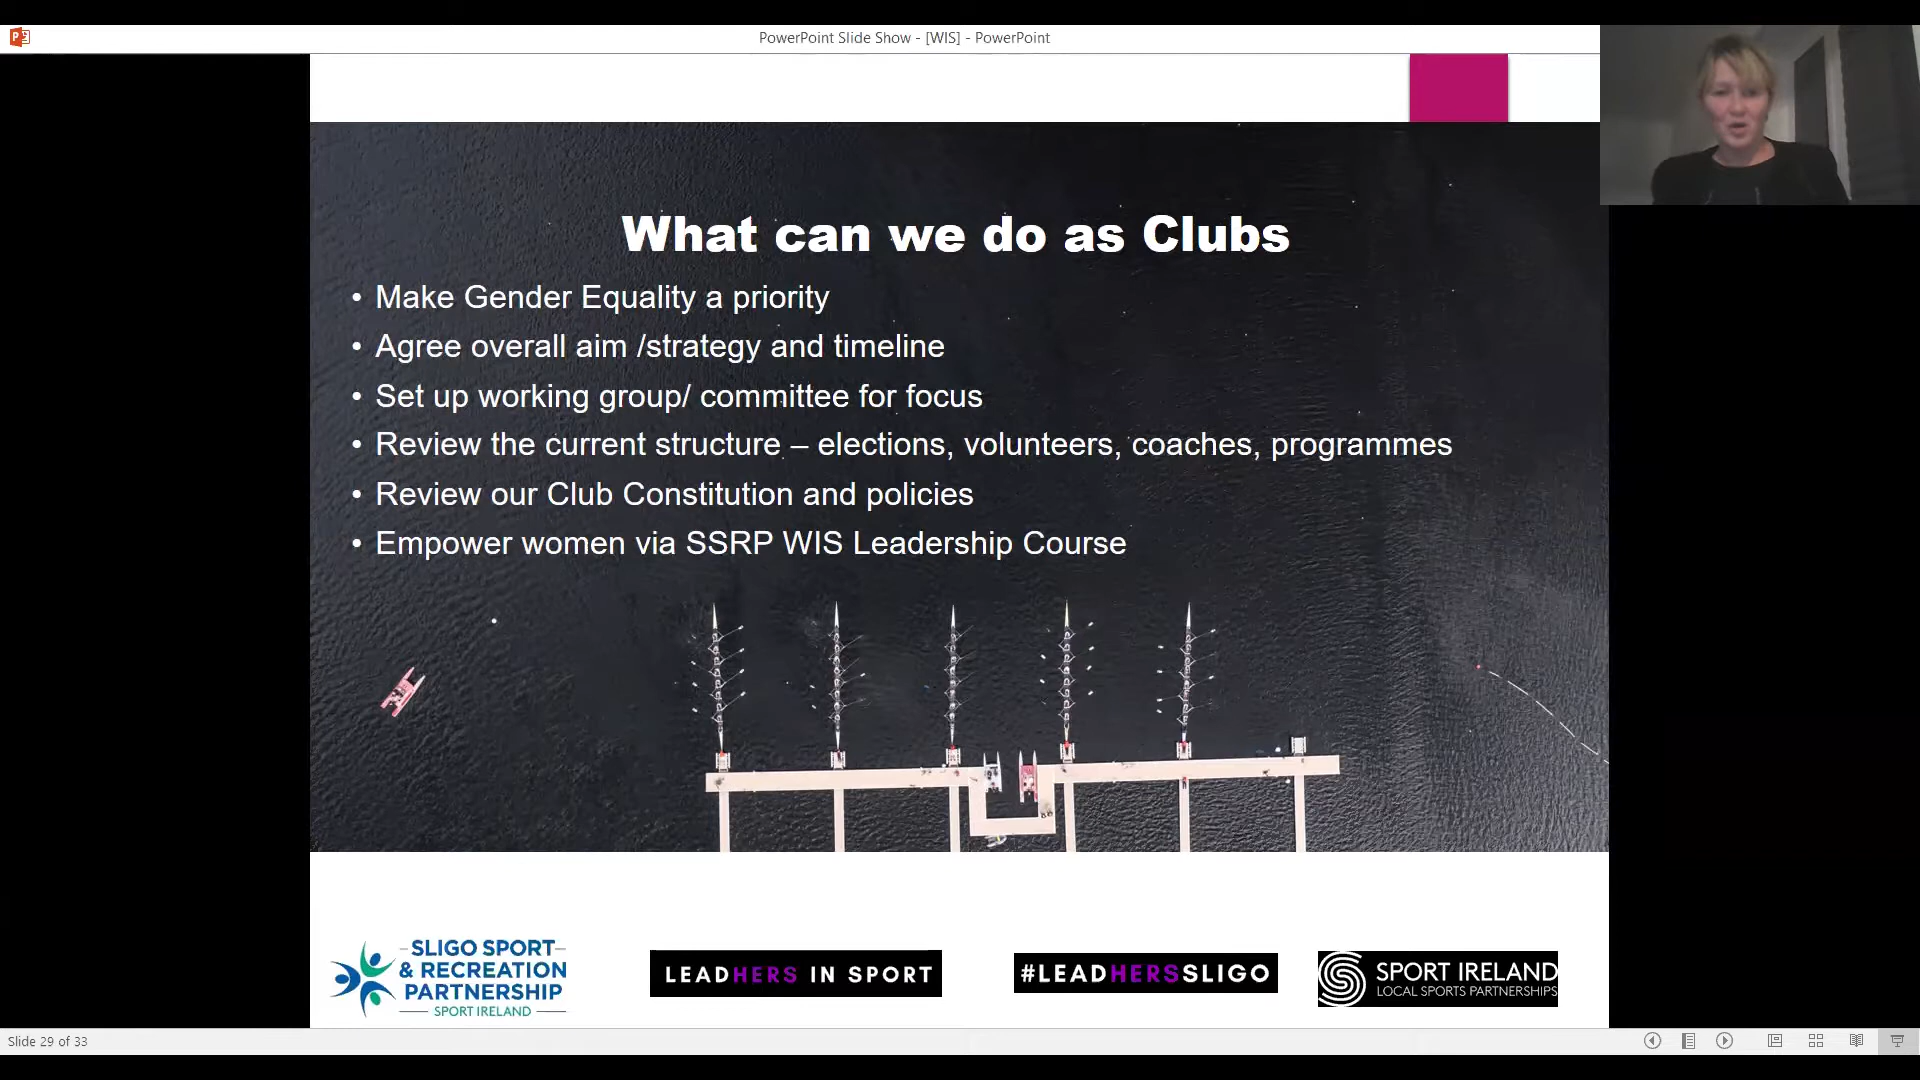 PowerPoint Slide Show - [WIS] - PowerPoint
What can we do as Clubs
• Make Gender Equality a priority
• Agree overall aim /strategy and timeline
• Set up working group/ committee for focus
• Review the current structure – elections, volunteers, coaches, programmes
• Review our Club Constitution and policies
• Empower women via SSRP WIS Leadership Course
SLIGO SPORT
& RECREATION
PARTNERSHIP
SPORT IRELAND
LEADHERS IN SPORT
#LEADHERSSLIGO
SPORT IRELAND
LOCAL SPORTS PARTNERSHIPS
Slide 29 of 33